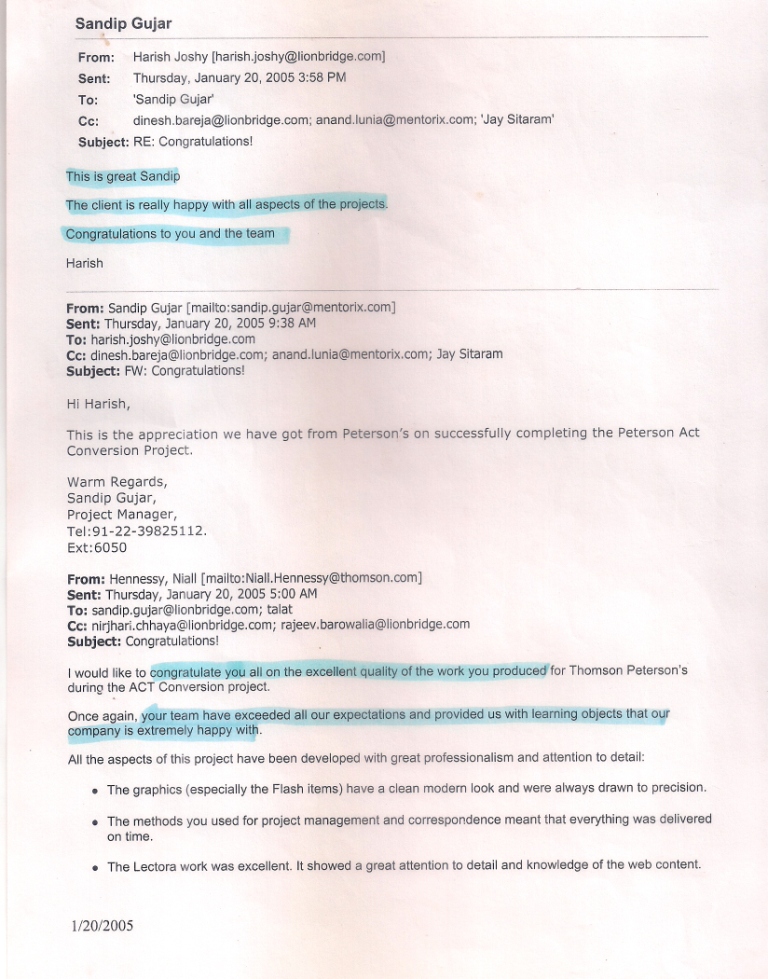 Sandip Gujar
From: Harish Joshy [harish.joshy@lionbridge.com]
Sent: Thursday, January 20, 2005 3:58 PM
To: 'Sandip Gujar'
Cc: dinesh.bareja@lionbridge.com; anand.lunia@mentorix.com; 'Jay Sitaram'
Subject: RE: Congratulations!
This is great Sandip
The client is really happy with all aspects of the projects.
Congratulations to you and the team
Harish
From: Sandip Gujar [mailto:sandip.gujar@mentorix.com]
Sent: Thursday, January 20, 2005 9:38 AM
To: harish.joshy@lionbridge.com
Cc: dinesh.bareja@lionbridge.com; anand.lunia@mentorix.com; Jay Sitaram
Subject: FW: Congratulations!
Hi Harish,
This is the appreciation we have got from Peterson's on successfully completing the Peterson Act
Conversion Project.
Warm Regards,
Sandip Gujar,
Project Manager,
Tel:91-22-39825112.
Ext:6050
From: Hennessy, Niall [mailto:Niall.Hennessy@thomson.com]
Sent: Thursday, January 20, 2005 5:00 AM
To: sandip.gujar@lionbridge.com; talat
Cc: nirjhari.chhaya@lionbridge.com; rajeev.barowalia@lionbridge.com
Subject: Congratulations!
I would like to congratulate you all on the excellent quality of the work you produced for Thomson Peterson's
during the ACT Conversion project.
Once again, your team have exceeded all our expectations and provided us with learning objects that our
company is extremely happy with.
All the aspects of this project have been developed with great professionalism and attention to detail:
• The graphics (especially the Flash items) have a clean modern look and were always drawn to precision.
• The methods you used for project management and correspondence meant that everything was delivered
on time.
• The Lectora work was excellent. It showed a great attention to detail and knowledge of the web content.
1/20/2005